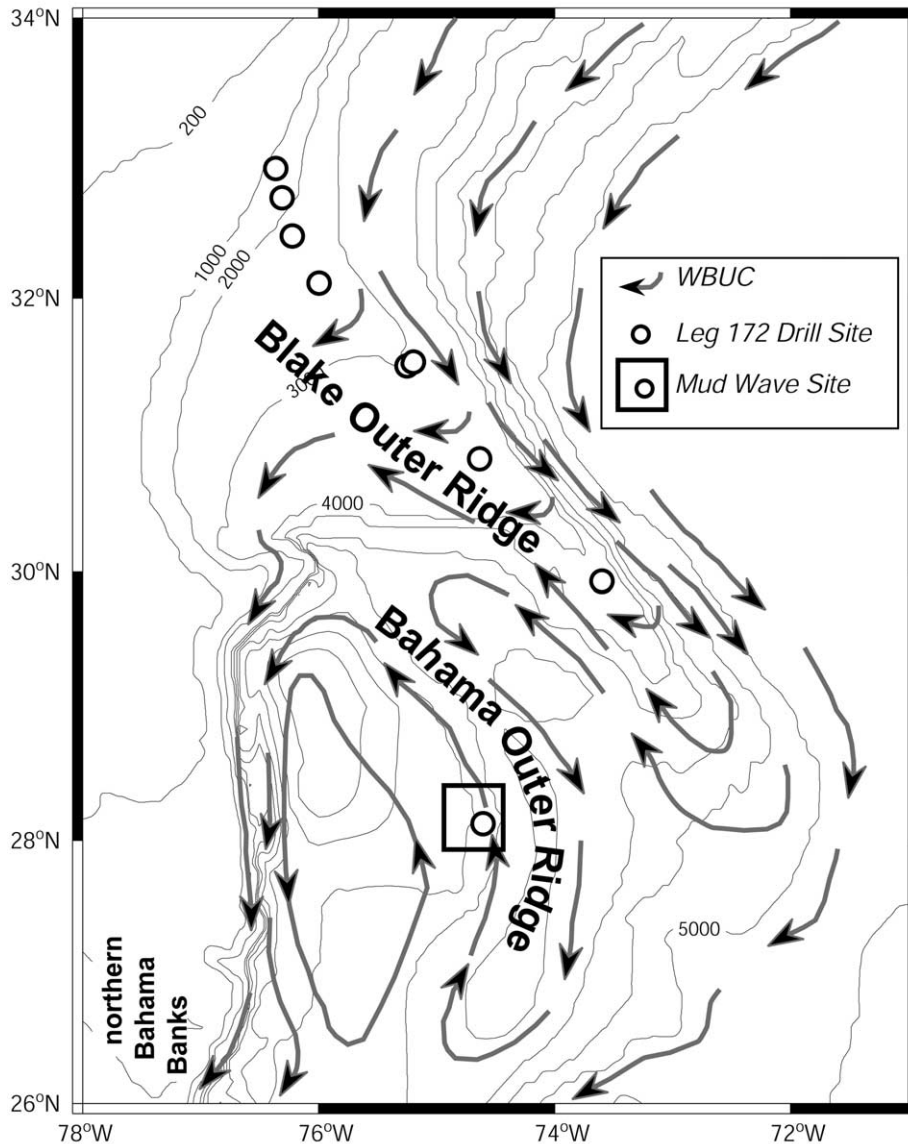 34°N
200
1000
2000
32°N
WBUC
Leg 172 Drill Site
Mud Wave Site
Blake Outer Ridge
4000
30°N
Bahama Outer Ridge
28°N
5000
northern
Bahama
Banks
26°N
78°W
76°W
74°W
72°W